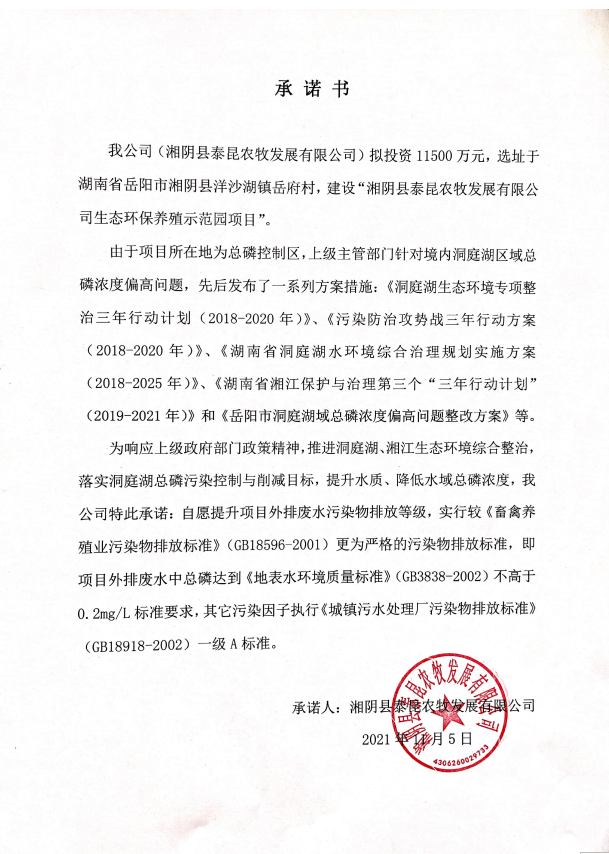 承诺书
我公司（湘阴县泰昆农牧发展有限公司）拟投资 11500 万元，选址于
湖南省岳阳市湘阴县洋沙湖镇岳府村，建设“湘阴县泰昆农牧发展有限公
司生态环保养殖示范园项目”。
由于项目所在地为总磷控制区，上级主管部门针对境内洞庭湖区域总
磷浓度偏高问题，先后发布了一系列方案措施：《洞庭湖生态环境专项整
治三年行动计划（2018-2020 年）》、《污染防治攻势战三年行动方案
（2018-2020 年）》、《湖南省洞庭湖水环境综合治理规划实施方案
（2018-2025 年）》、《湖南省湘江保护与治理第三个“三年行动计划”
（2019-2021 年）》和《岳阳市洞庭湖域总磷浓度偏高问题整改方案》等。
为响应上级政府部门政策精神，推进洞庭湖、湘江生态环境综合整治，
落实洞庭湖总磷污染控制与削减目标，提升水质、降低水域总磷浓度，我
公司特此承诺：自愿提升项目外排废水污染物排放等级，实行较《畜禽养
殖业污染物排放标准》（GB18596-2001）更为严格的污染物排放标准，即
项目外排废水中总磷达到《地表水环境质量标准》（GB3838-2002）不高于
0.2mg/L 标准要求，其它污染因子执行《城镇污水处理厂污染物排放标准》
（GB18918-2002）一级 A 标准。
承诺人：湘阴县泰昆农牧发展有限公司
2021 年 11 月 5 日
湘阴县泰昆农牧发展有限公司
4306260029733